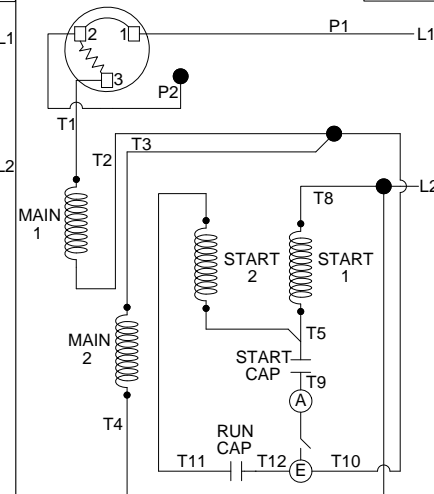 L1
2
1
P1
L1
3
P2
T1
T2
T3
L2
T8
L2
MAIN
1
START
2
START
1
T5
MAIN
2
START
CAP
T9
A
T4
RUN
CAP
T11
T12
E
T10